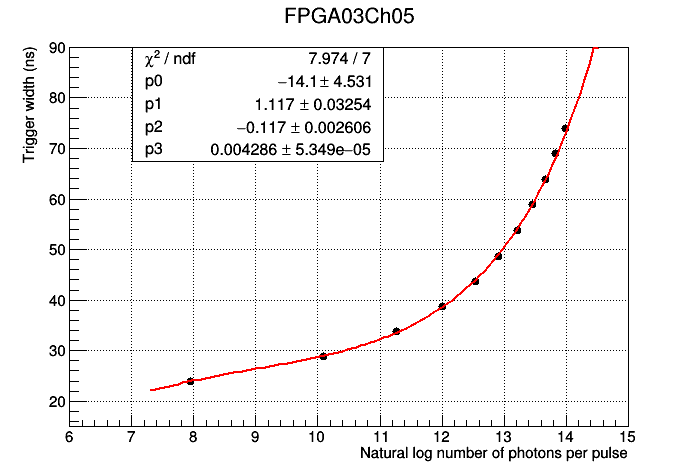 FPGA03Ch05
χ² / ndf 7.974 / 7
p0 −14.1 ± 4.531
p1 1.117 ± 0.03254
p2 −0.117 ± 0.002606
p3 0.004286 ± 5.349e−05
Trigger width (ns)
90
80
70
60
50
40
30
20
6 7 8 9 10 11 12 13 14 15
Natural log number of photons per pulse